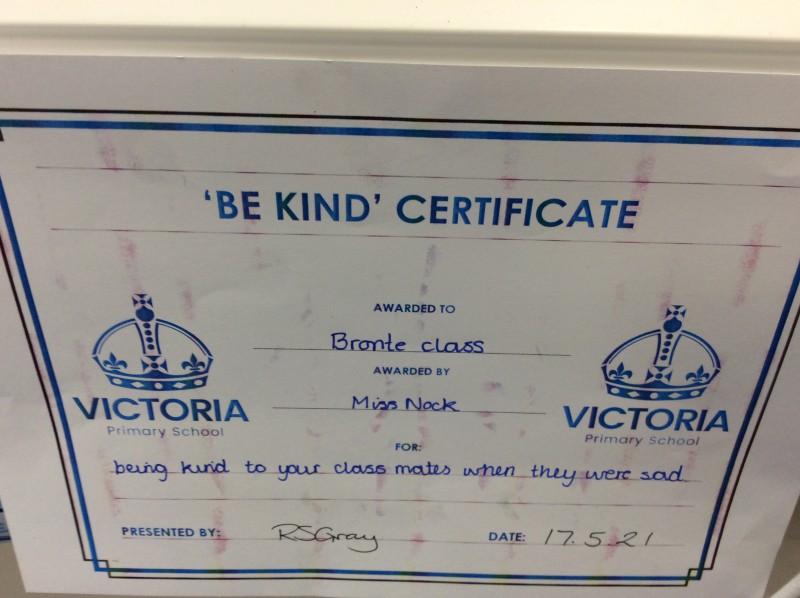 'BE KIND' CERTIFICATE
AWARDED TO
Bronte class
AWARDED BY
Miss Nock
VICTORIA
Primary School
VICTORIA
Primary School
FOR:
being kind to your class mates when they were sad
PRESENTED BY: RSGray DATE: 17.5.21